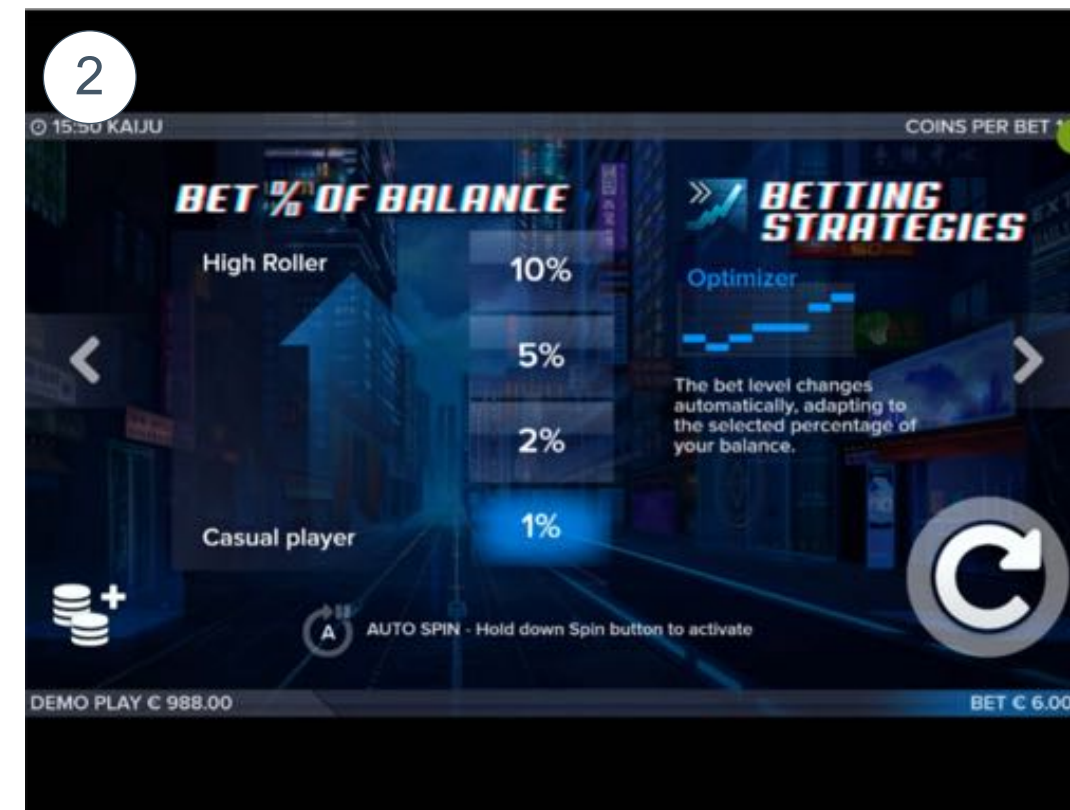 2
15:50 KAIJU
COINS PER BET
BET % OF BALANCE
BETTING
STRATEGIES
High Roller
10%
Optimizer
5%
The bet level changes
automatically, adapting to
the selected percentage of
your balance.
2%
1%
Casual player
A
AUTO SPIN - Hold down Spin button to activate
DEMO PLAY € 988.00
BET € 6.00